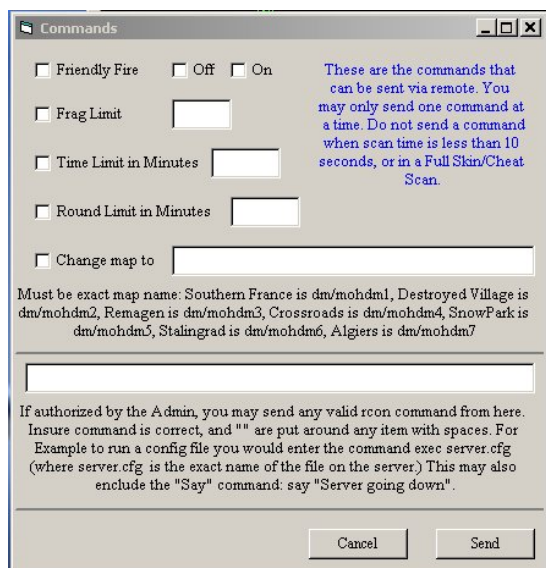 Commands
Friendly Fire Off On
Frag Limit
Time Limit in Minutes
Round Limit in Minutes
Change map to
These are the commands that
can be sent via remote. You
may only send one command at
a time. Do not send a command
when scan time is less than 10
seconds, or in a Full Skin/Cheat
Scan.
Must be exact map name: Southern France is dm/mohdm1, Destroyed Village is
dm/mohdm2, Remagen is dm/mohdm3, Crossroads is dm/mohdm4, SnowPark is
dm/mohdm5, Stalingrad is dm/mohdm6, Algiers is dm/mohdm7
If authorized by the Admin, you may send any valid rcon command from here.
Insure command is correct, and "" are put around any item with spaces. For
Example to run a config file you would enter the command exec server.cfg
(where server.cfg is the exact name of the file on the server.) This may also
enclude the "Say" command: say "Server going down".
Cancel Send